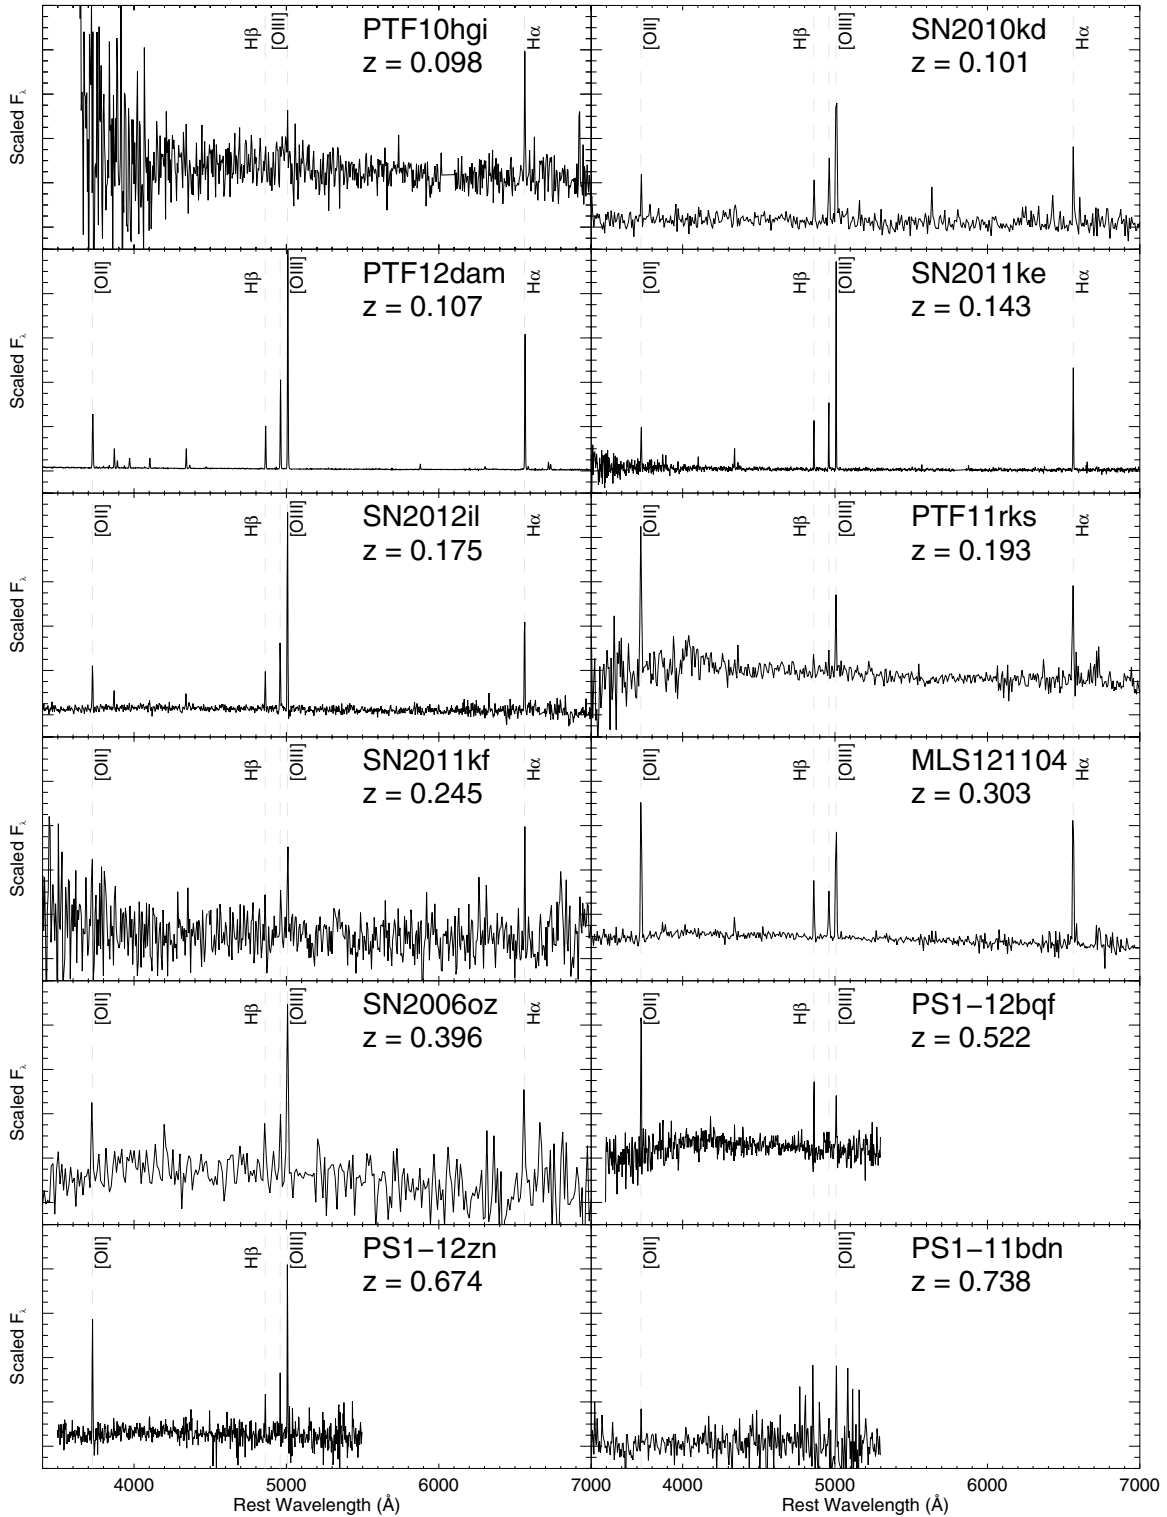 Hβ [OIII] PTF10hgi Hα
z = 0.098
Scaled Fλ
[OII] Hβ [OIII] SN2010kd Hα
z = 0.101
[OII] Hβ [OIII] PTF12dam Hα
z = 0.107
Scaled Fλ
[OII] Hβ [OIII] SN2011ke Hα
z = 0.143
[OII] Hβ [OIII] SN2012il Hα
z = 0.175
Scaled Fλ
[OII] Hβ [OIII] PTF11rks Hα
z = 0.193
[OII] Hβ [OIII] SN2011kf Hα
z = 0.245
Scaled Fλ
[OII] Hβ [OIII] MLS121104 Hα
z = 0.303
[OII] Hβ [OIII] SN2006oz Hα
z = 0.396
Scaled Fλ
[OII] Hβ [OIII] PS1−12bqf
z = 0.522
[OII] Hβ [OIII] PS1−12zn
z = 0.674
Scaled Fλ
[OII] [OIII] PS1−11bdn
z = 0.738
4000 5000 6000 7000 4000 5000 6000 7000
Rest Wavelength (Å) Rest Wavelength (Å)